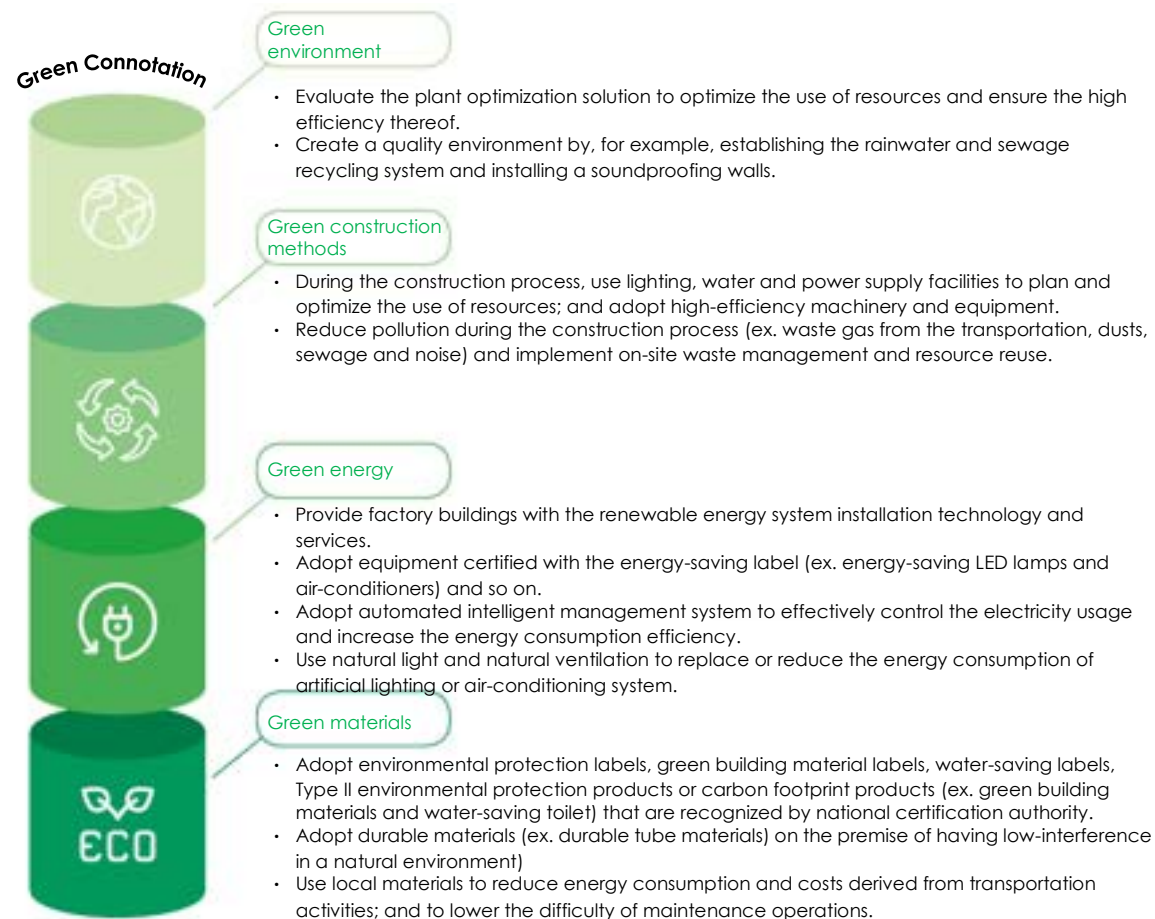 Green Connotation
Green
environment
· Evaluate the plant optimization solution to optimize the use of resources and ensure the high
efficiency thereof.
· Create a quality environment by, for example, establishing the rainwater and sewage
recycling system and installing a soundproofing walls.
Green construction
methods
· During the construction process, use lighting, water and power supply facilities to plan and
optimize the use of resources; and adopt high-efficiency machinery and equipment.
· Reduce pollution during the construction process (ex. waste gas from the transportation, dusts,
sewage and noise) and implement on-site waste management and resource reuse.
Green energy
· Provide factory buildings with the renewable energy system installation technology and
services.
· Adopt equipment certified with the energy-saving label (ex. energy-saving LED lamps and
air-conditioners) and so on.
· Adopt automated intelligent management system to effectively control the electricity usage
and increase the energy consumption efficiency.
· Use natural light and natural ventilation to replace or reduce the energy consumption of
artificial lighting or air-conditioning system.
Green materials
· Adopt environmental protection labels, green building material labels, water-saving labels,
Type II environmental protection products or carbon footprint products (ex. green building
materials and water-saving toilet) that are recognized by national certification authority.
· Adopt durable materials (ex. durable tube materials) on the premise of having low-interference
in a natural environment)
· Use local materials to reduce energy consumption and costs derived from transportation
activities; and to lower the difficulty of maintenance operations.
ECO